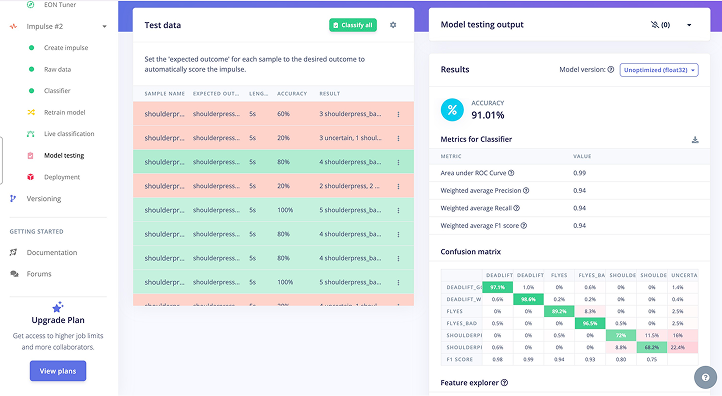 EON Tuner
Impulse #2
Create impulse
Raw data
Classifier
Retrain model
Live classification
Model testing
Deployment
Versioning
GETTING STARTED
Documentation
Forums
Upgrade Plan
Get access to higher job limits
and more collaborators.
View plans
Test data
Classify all
Set the 'expected outcome' for each sample to the desired outcome to
automatically score the impulse.
SAMPLE NAME EXPECTED OUT... LENG... ACCURACY RESULT
shoulderpr... shoulderpress... 5s 60% 3 shoulderpress_ba...
shoulderpr... shoulderpress... 5s 20% 3 uncertain, 1 shoul...
shoulderpr... shoulderpress... 5s 80% 4 shoulderpress_ba...
shoulderpr... shoulderpress... 5s 20% 2 shoulderpress, 2 ...
shoulderpr... shoulderpress... 5s 100% 5 shoulderpress_ba...
shoulderpr... shoulderpress... 5s 80% 4 shoulderpress_ba...
shoulderpr... shoulderpress... 5s 80% 4 shoulderpress_ba...
shoulderpr... shoulderpress... 5s 100% 5 shoulderpress_ba...
shoulderpr... shoulderpress... 5s 20% 4 uncertain, 1 shoul...
Model testing output
(0)
Results
Model version: Unoptimized (float32)
%
ACCURACY
91.01%
Metrics for Classifier
METRIC VALUE
Area under ROC Curve 0.99
Weighted average Precision 0.94
Weighted average Recall 0.94
Weighted average F1 score 0.94
Confusion matrix
DEADLIFT DEADLIFT FLYES FLYES_BA SHOULDE SHOULDE UNCERTA
DEADLIFT_G 97.1% 1.0% 0% 0.6% 0% 0% 1.4%
DEADLIFT_W 0.6% 98.6% 0.2% 0.2% 0% 0% 0.4%
FLYES 0% 0% 89.2% 8.3% 0% 0% 2.5%
FLYES_BAD 0.5% 0% 0% 96.5% 0.5% 0% 2.5%
SHOULDERP 0% 0% 0.5% 0% 72% 11.5% 16%
SHOULDERP 0.6% 0% 0% 0% 8.8% 68.2% 22.4%
F1 SCORE 0.98 0.99 0.94 0.93 0.80 0.75
Feature explorer